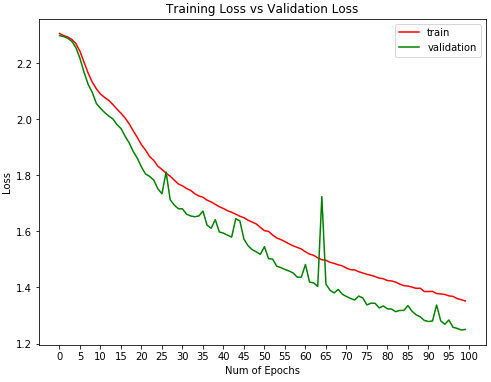 Training Loss vs Validation Loss
train
validation
Loss
2.2
2.0
1.8
1.6
1.4
1.2
0 5 10 15 20 25 30 35 40 45 50 55 60 65 70 75 80 85 90 95 100
Num of Epochs